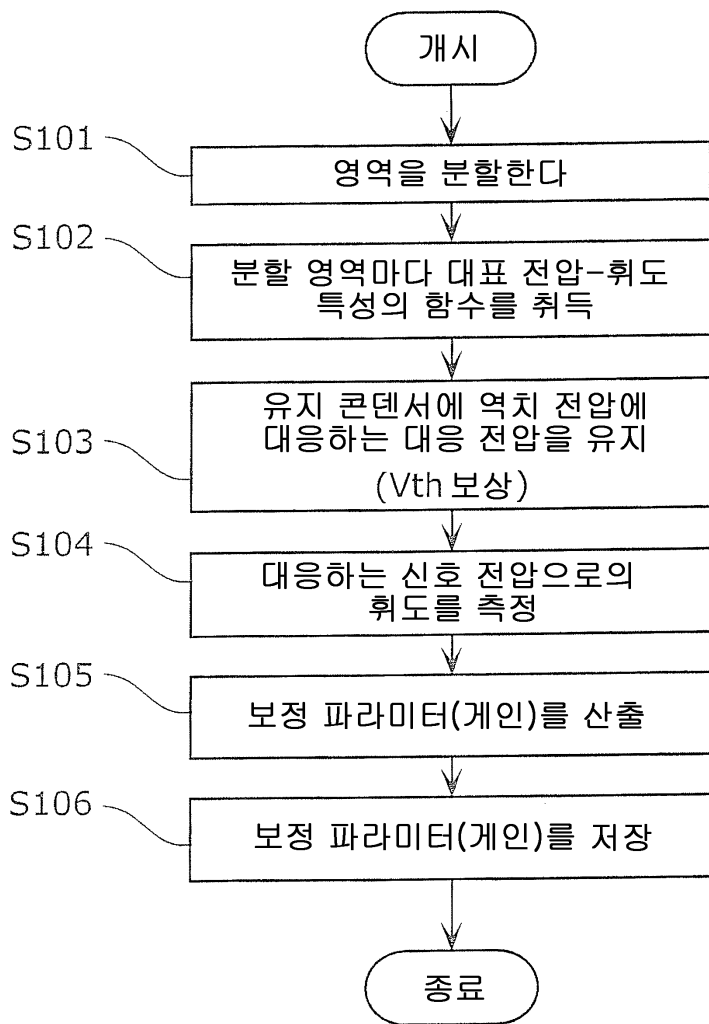 개시
S101
영역을 분할한다
S102
분할 영역마다 대표 전압-휘도
특성의 함수를 취득
S103
유지 콘덴서에 역치 전압에
대응하는 대응 전압을 유지
(Vth 보상)
S104
대응하는 신호 전압으로의
휘도를 측정
S105
보정 파라미터(게인)를 산출
S106
보정 파라미터(게인)를 저장
종료